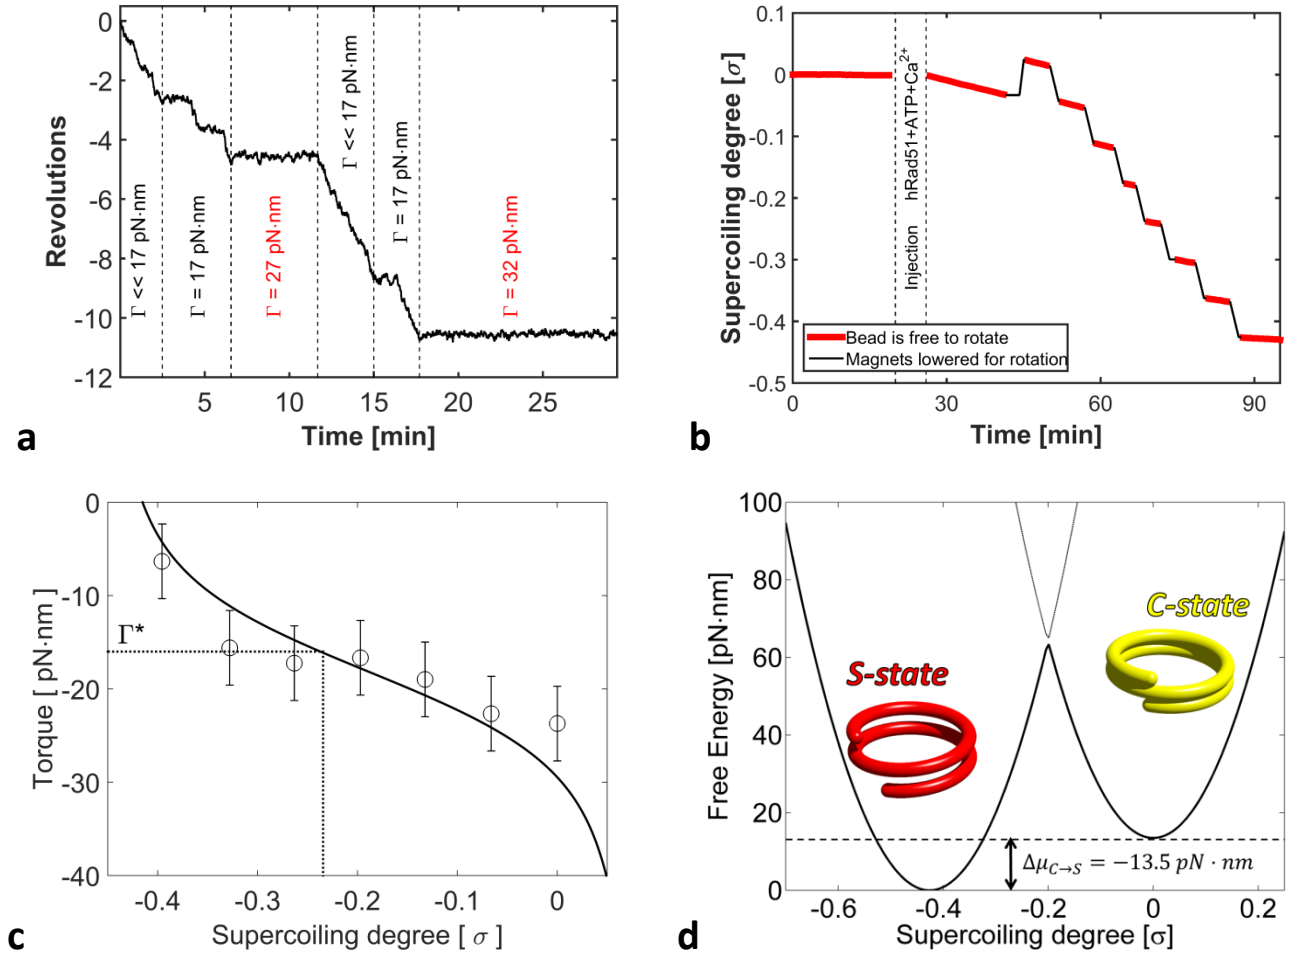 0
-2
-4
-6
-8
-10
-12
Revolutions
Γ << 17 pN·nm
Γ = 17 pN·nm
Γ = 27 pN·nm
Γ << 17 pN·nm
Γ = 17 pN·nm
Γ = 32 pN·nm
5 10 15 20 25
Time [min]
a
0.1
0
-0.1
-0.2
-0.3
-0.4
-0.5
Supercoiling degree [σ]
Injection hRad51+ATP+Ca2+
Bead is free to rotate
Magnets lowered for rotation
0 30 60 90
Time [min]
b
0
-10
-20
-30
-40
Torque [ pN·nm ]
Γ*
-0.4 -0.3 -0.2 -0.1 0
Supercoiling degree [ σ ]
c
100
80
60
40
20
0
Free Energy [pN·nm]
C-state
S-state
ΔμC→S = −13.5 pN · nm
-0.6 -0.4 -0.2 0 0.2
Supercoiling degree [σ]
d